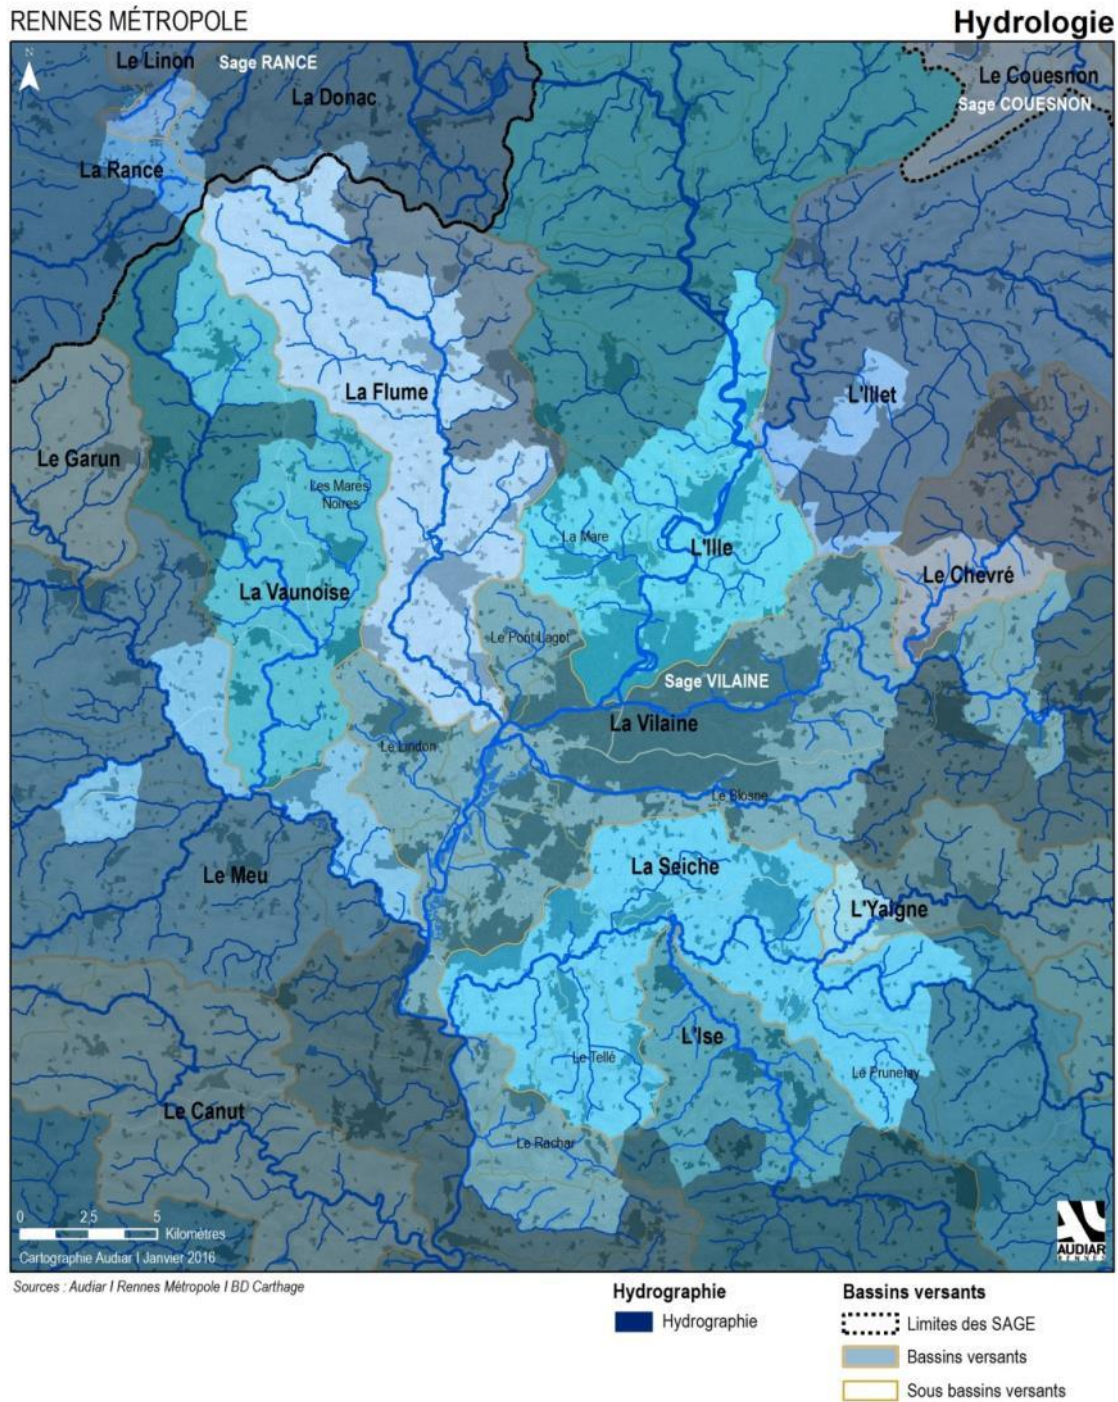 RENNES MÉTROPOLE
Hydrologie
N
Le Linon
Sage RANCE
La Donac
Le Couesnon
Sage COUESNON
La Rance
La Flume
L'Illet
Le Garun
Les Mares
Noires
La Mare
L'Ille
Le Chevré
La Vaunoise
Le Pont Lagot
Sage VILAINE
La Vilaine
Le Lindon
Le Blosne
La Seiche
Le Meu
L'Yaigne
L'Ise
Le Tellé
Le Prunelay
Le Canut
Le Rachar
0 2,5 5
Kilomètres
Cartographie Audiar I Janvier 2016
AUDIAR
RENNES
Sources : Audiar I Rennes Métropole I BD Carthage
Hydrographie
Hydrographie
Bassins versants
Limites des SAGE
Bassins versants
Sous bassins versants